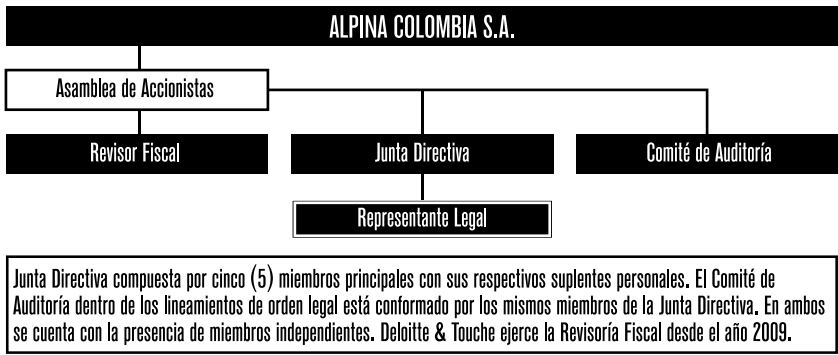 ALPINA COLOMBIA S.A.
Asamblea de Accionistas
Revisor Fiscal
Junta Directiva
Comité de Auditoría
Representante Legal
Junta Directiva compuesta por cinco (5) miembros principales con sus respectivos suplentes personales. El Comité de
Auditoría dentro de los lineamientos de orden legal está conformado por los mismos miembros de la Junta Directiva. En ambos
se cuenta con la presencia de miembros independientes. Deloitte & Touche ejerce la Revisoría Fiscal desde el año 2009.